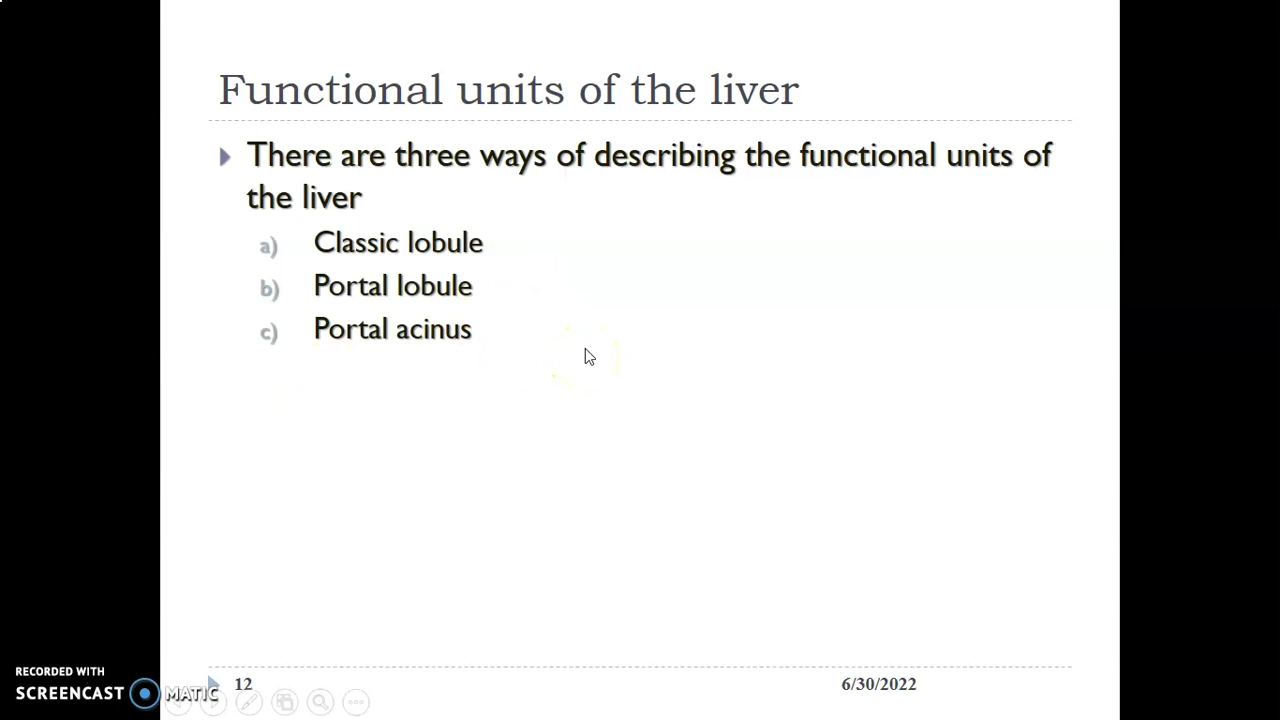 Functional units of the liver
There are three ways of describing the functional units of
the liver
a) Classic lobule
b) Portal lobule
c) Portal acinus
RECORDED WITH
SCREENCAST MATIC
12
6/30/2022